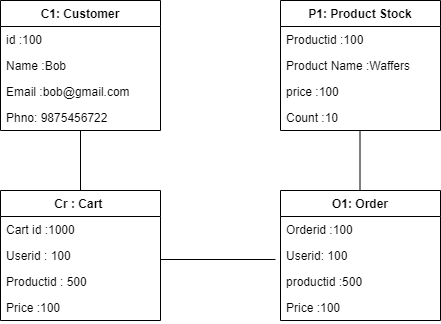 C1: Customer
id :100
Name :Bob
Email :bob@gmail.com
Phno: 9875456722
P1: Product Stock
Productid :100
Product Name :Waffers
price :100
Count :10
Cr : Cart
Cart id :1000
Userid : 100
Productid : 500
Price :100
O1: Order
Orderid :100
Userid: 100
productid :500
Price :100